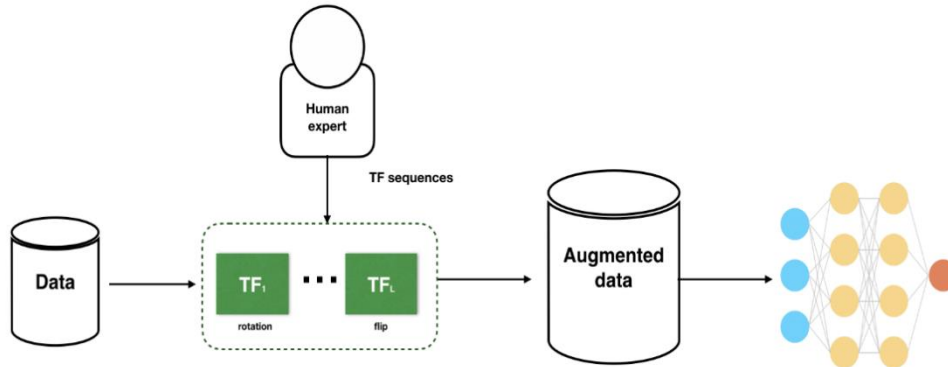 Human
expert
TF sequences
Data
TF₁
TFL
rotation
flip
Augmented
data